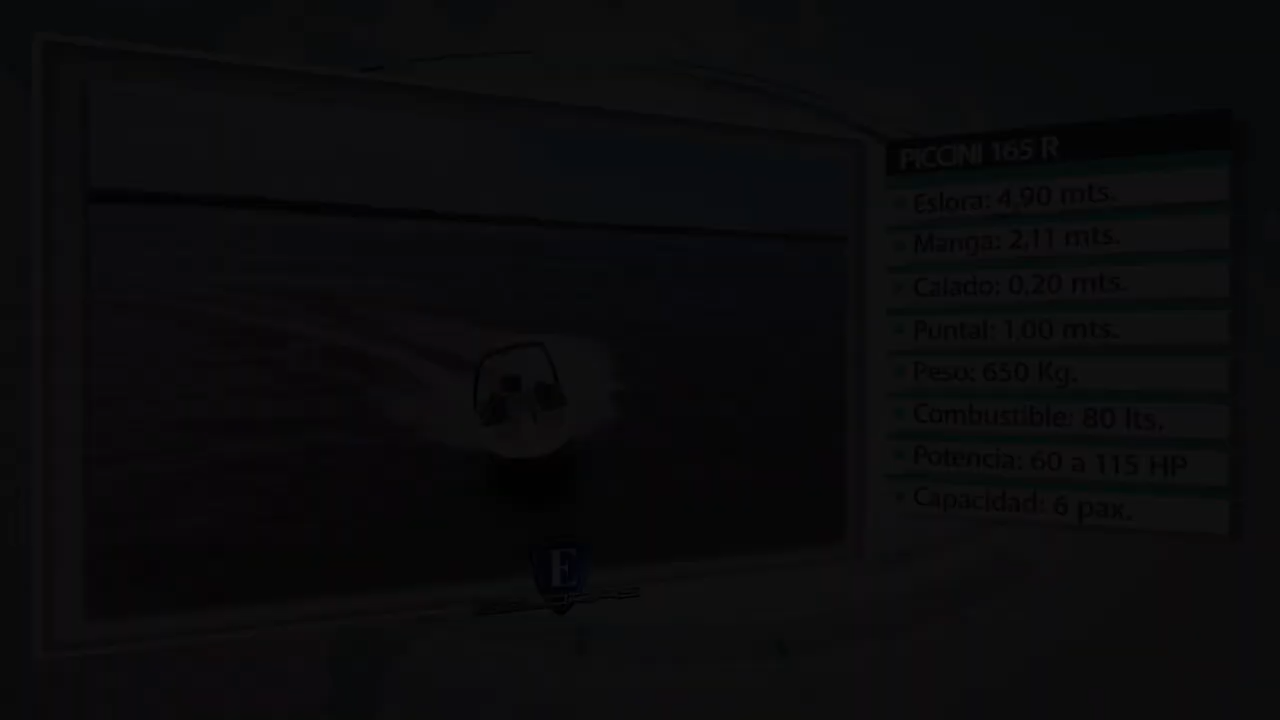 PICCINI 165 R
Eslora: 4,90 mts.
Manga: 2,11 mts.
Calado: 0,20 mts.
Puntal: 1.00 mts.
Peso: 650 Kg.
Combustible: 80 lts.
Potencia: 60 a 115 HP
Capacidad: 6 pax.
E